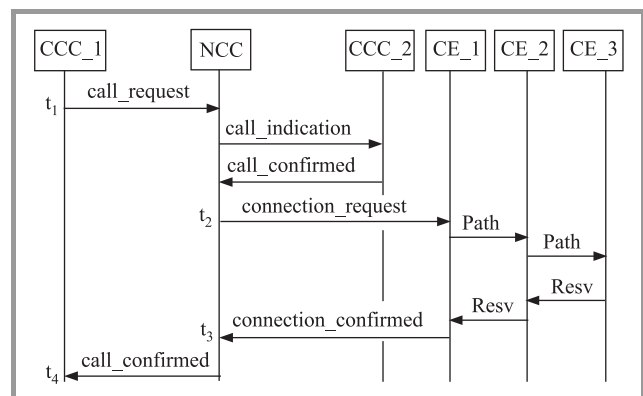 CCC_1 NCC CCC_2 CE_1 CE_2 CE_3
t1 call_request
call_indication
call_confirmed
t2 connection_request
Path
Path
Resv
Resv
t3 connection_confirmed
t4 call_confirmed